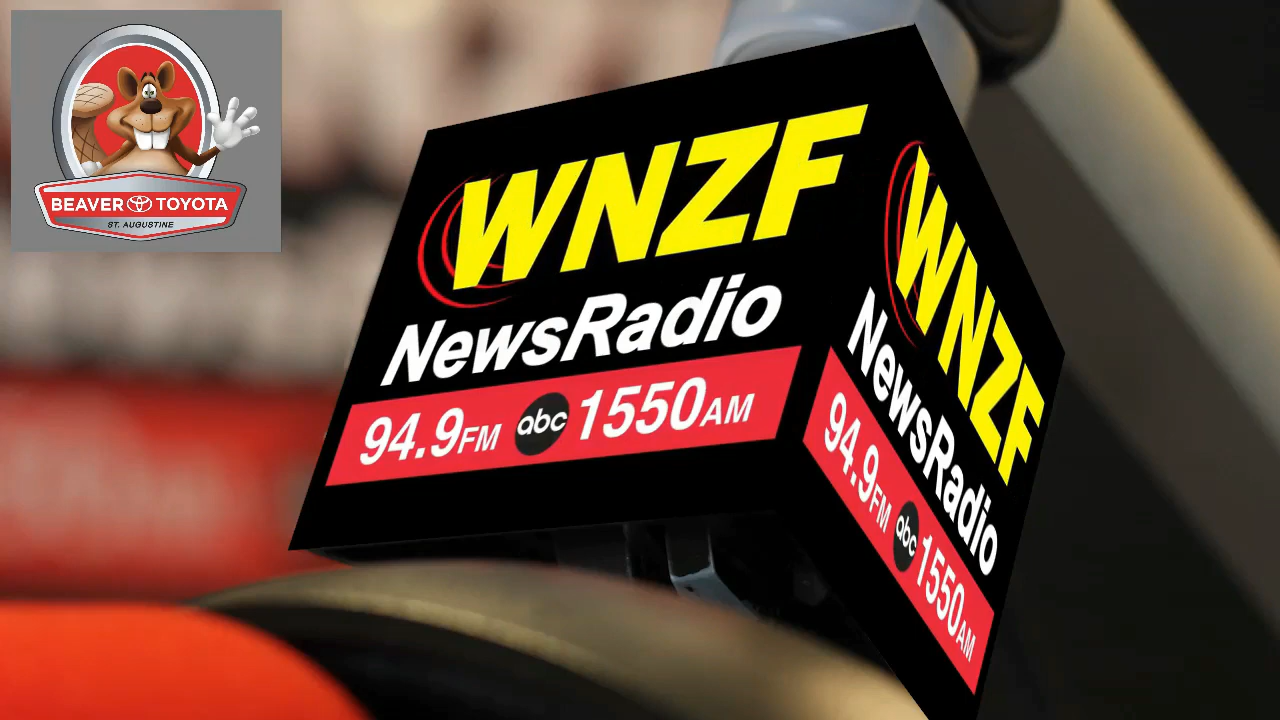 BEAVER TOYOTA
ST. AUGUSTINE
WNZF
NewsRadio
94.9FM abc 1550AM
WNZF
NewsRadio
94.9FM abc 1550AM